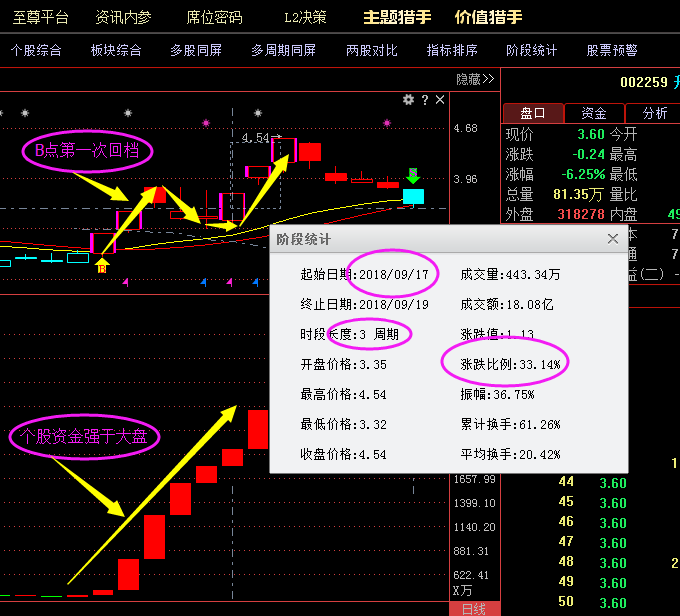 至尊平台 资讯内参 席位密码 L2决策 主题猎手 价值猎手
个股综合 板块综合 多股同屏 多周期同屏 两股对比 指标排序 阶段统计 股票预警
隐藏>>
002259
? ×
盘口 资金 分析
4.68
4.54→
现价 3.60 今开
B点第一次回档
涨跌 -0.24 最高
3.96
涨幅 -6.25% 最低
总量 81.35万 量比
外盘 318278 内盘 49
本 7
通 7
益(二) -
B
阶段统计 ×
起始日期:2018/09/17 成交量:443.34万
终止日期:2018/09/19 成交额:18.08亿
时段长度:3 周期 涨跌值:1.13
开盘价格:3.35 涨跌比例:33.14%
最高价格:4.54 振幅:36.75%
最低价格:3.32 累计换手:61.26%
收盘价格:4.54 平均换手:20.42%
个股资金强于大盘
1
1657.99
44 3.60
1399.10
45 3.60
1140.20
46 3.60
47 3.60
881.31
48 3.60 2
622.41
49 3.60
X万
50 3.60
日线